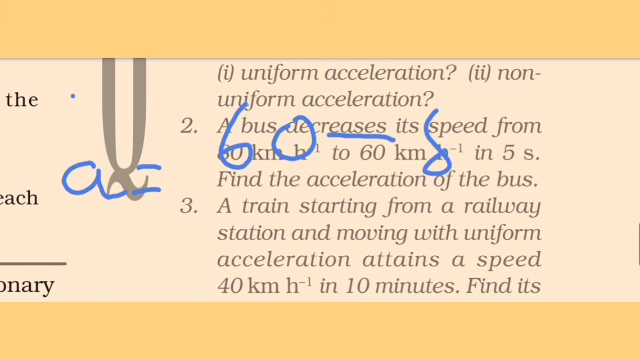 (i) uniform acceleration? (ii) non-
uniform acceleration?
the
2. A bus decreases its speed from
80 km h⁻¹ to 60 km h⁻¹ in 5 s.
Find the acceleration of the bus.
a = 60 - 8
each
3. A train starting from a railway
station and moving with uniform
acceleration attains a speed
40 km h⁻¹ in 10 minutes. Find its
onary